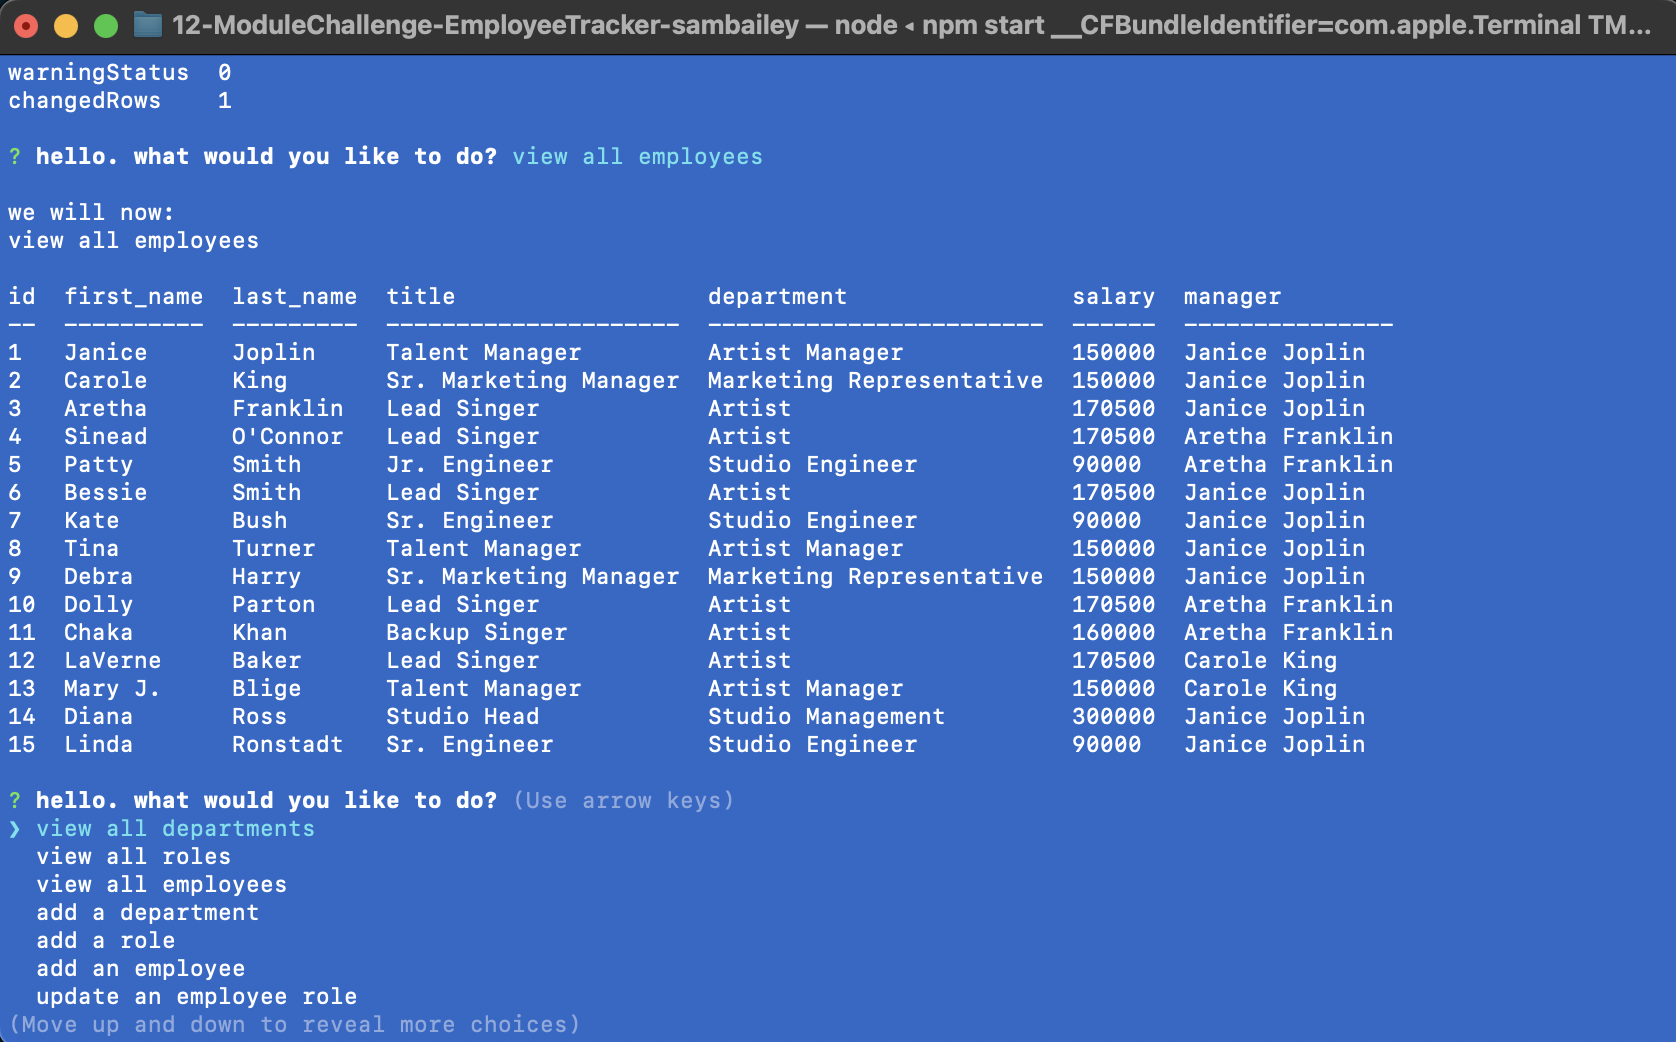 12-ModuleChallenge-EmployeeTracker-sambailey — node ◂ npm start __CFBundleIdentifier=com.apple.Terminal TM...
warningStatus  0
changedRows    1
? hello. what would you like to do? view all employees
we will now:
view all employees
id  first_name  last_name  title                  department                salary  manager
--  ----------  ---------  ---------------------  ------------------------  ------  ---------------
1   Janice      Joplin     Talent Manager         Artist Manager            150000  Janice Joplin
2   Carole      King       Sr. Marketing Manager  Marketing Representative  150000  Janice Joplin
3   Aretha      Franklin   Lead Singer            Artist                    170500  Janice Joplin
4   Sinead      O'Connor   Lead Singer            Artist                    170500  Aretha Franklin
5   Patty       Smith      Jr. Engineer           Studio Engineer           90000   Aretha Franklin
6   Bessie      Smith      Lead Singer            Artist                    170500  Janice Joplin
7   Kate        Bush       Sr. Engineer           Studio Engineer           90000   Janice Joplin
8   Tina        Turner     Talent Manager         Artist Manager            150000  Janice Joplin
9   Debra       Harry      Sr. Marketing Manager  Marketing Representative  150000  Janice Joplin
10  Dolly       Parton     Lead Singer            Artist                    170500  Aretha Franklin
11  Chaka       Khan       Backup Singer          Artist                    160000  Aretha Franklin
12  LaVerne     Baker      Lead Singer            Artist                    170500  Carole King
13  Mary J.     Blige      Talent Manager         Artist Manager            150000  Carole King
14  Diana       Ross       Studio Head            Studio Management         300000  Janice Joplin
15  Linda       Ronstadt   Sr. Engineer           Studio Engineer           90000   Janice Joplin
? hello. what would you like to do? (Use arrow keys)
❯ view all departments
  view all roles
  view all employees
  add a department
  add a role
  add an employee
  update an employee role
(Move up and down to reveal more choices)